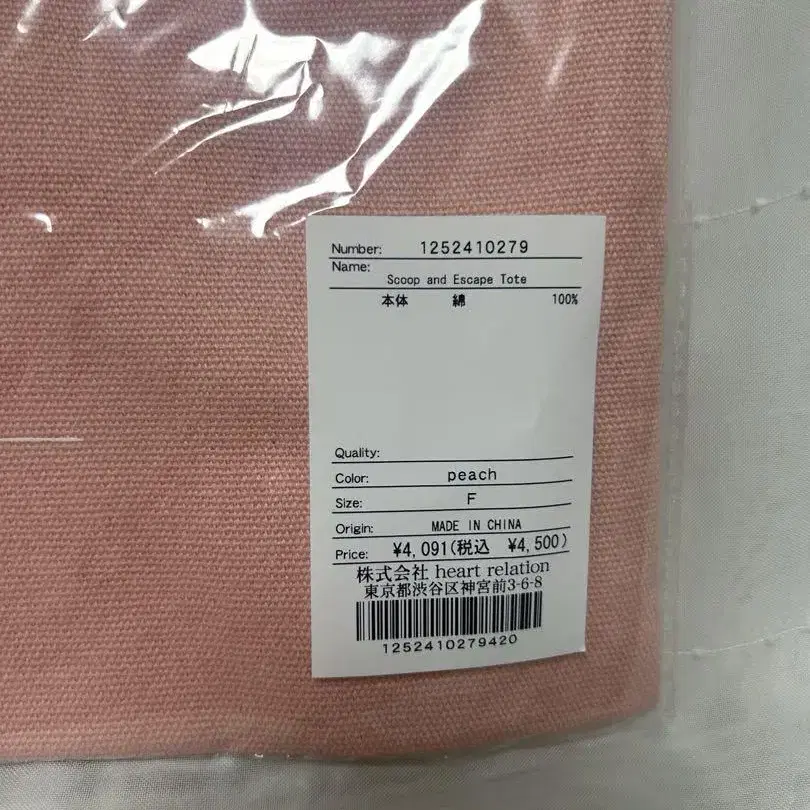 Number: 1252410279
Name:
Scoop and Escape Tote
本体 綿 100%
Quality:
Color: peach
Size: F
Origin: MADE IN CHINA
Price: ¥4,091(税込 ¥4,500)
株式会社 heart relation
東京都渋谷区神宮前3-6-8
1252410279420